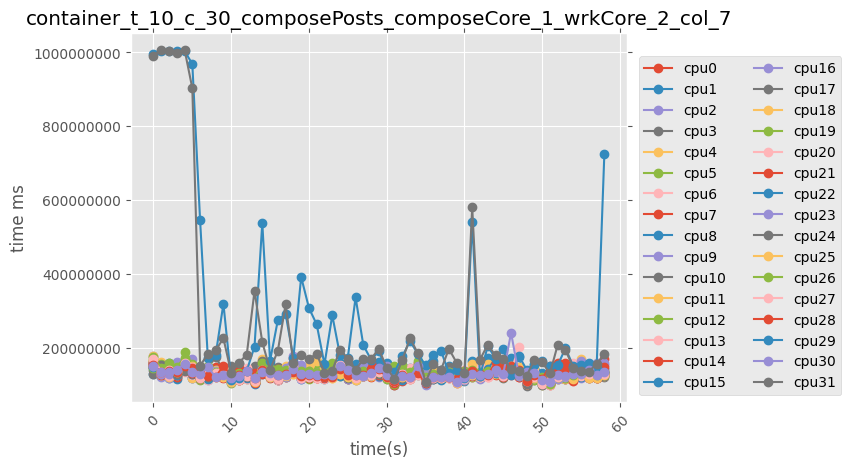 container_t_10_c_30_composePosts_composeCore_1_wrkCore_2_col_7
time ms
1000000000
800000000
600000000
400000000
200000000
0
10
20
30
40
50
60
time(s)
cpu0
cpu1
cpu2
cpu3
cpu4
cpu5
cpu6
cpu7
cpu8
cpu9
cpu10
cpu11
cpu12
cpu13
cpu14
cpu15
cpu16
cpu17
cpu18
cpu19
cpu20
cpu21
cpu22
cpu23
cpu24
cpu25
cpu26
cpu27
cpu28
cpu29
cpu30
cpu31